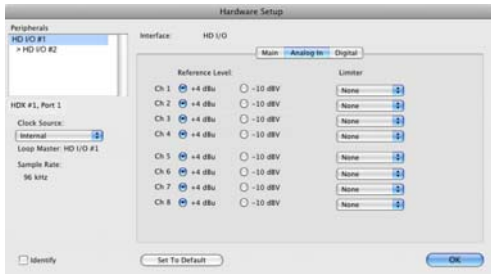 Hardware Setup
Peripherals
HD I/O #1
> HD I/O #2
HDX #1, Port 1
Clock Source:
Internal
Loop Master: HD I/O #1
Sample Rate:
96 kHz
Identify
Interface: HD I/O
Main Analog In Digital
Reference Level: Limiter
Ch 1 +4 dBu -10 dBV None
Ch 2 +4 dBu -10 dBV None
Ch 3 +4 dBu -10 dBV None
Ch 4 +4 dBu -10 dBV None
Ch 5 +4 dBu -10 dBV None
Ch 6 +4 dBu -10 dBV None
Ch 7 +4 dBu -10 dBV None
Ch 8 +4 dBu -10 dBV None
Set To Default OK